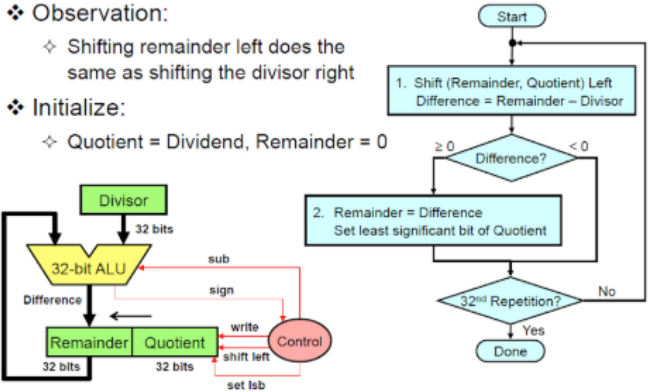 Observation:
Shifting remainder left does the
same as shifting the divisor right
Initialize:
Quotient = Dividend, Remainder = 0
Divisor
32 bits
32-bit ALU
sub
sign
Difference
Remainder
Quotient
write
shift left
Control
32 bits
32 bits
set lsb
Start
1. Shift (Remainder, Quotient) Left
Difference = Remainder – Divisor
≥ 0
Difference?
< 0
2. Remainder = Difference
Set least significant bit of Quotient
32nd Repetition?
No
Yes
Done